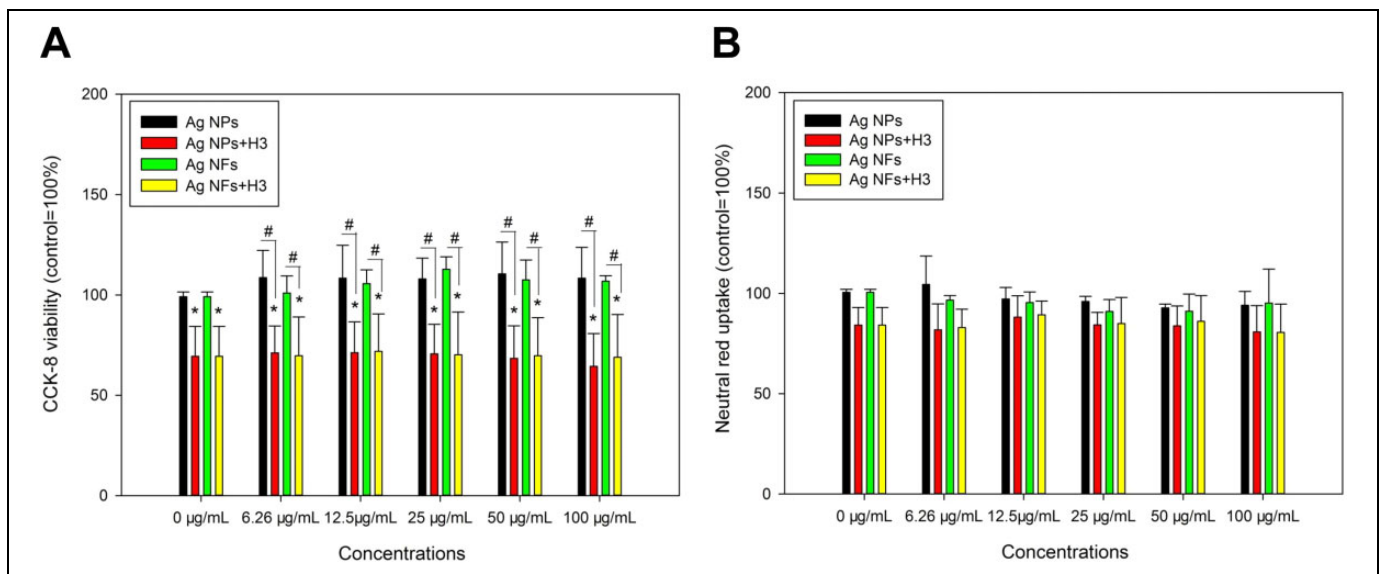 A
200
150
100
50
0
CCK-8 viability (control=100%)
Ag NPs
Ag NPs+H3
Ag NFs
Ag NFs+H3
* *
# * # *
# * # *
# * # *
# * # *
# * # *
0 µg/mL 6.26 µg/mL 12.5µg/mL 25 µg/mL 50 µg/mL 100 µg/mL
Concentrations
B
200
150
100
50
0
Neutral red uptake (control=100%)
Ag NPs
Ag NPs+H3
Ag NFs
Ag NFs+H3
0 µg/mL 6.26 µg/mL 12.5µg/mL 25 µg/mL 50 µg/mL 100 µg/mL
Concentrations